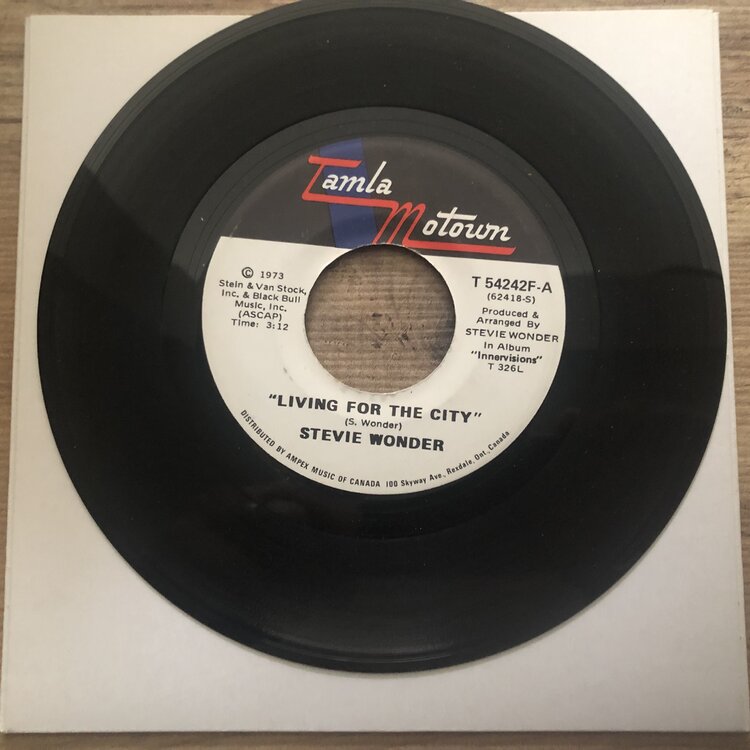 Tamla
Motown
© 1973
Stein & Van Stock,
Inc. & Black Bull
Music, Inc.
(ASCAP)
Time: 3:12
T 54242F-A
(62418-S)
Produced &
Arranged By
STEVIE WONDER
In Album
"Innervisions"
T 326L
"LIVING FOR THE CITY"
(S. Wonder)
STEVIE WONDER
DISTRIBUTED BY AMPEX MUSIC OF CANADA 100 Skyway Ave., Rexdale, Ont., Canada